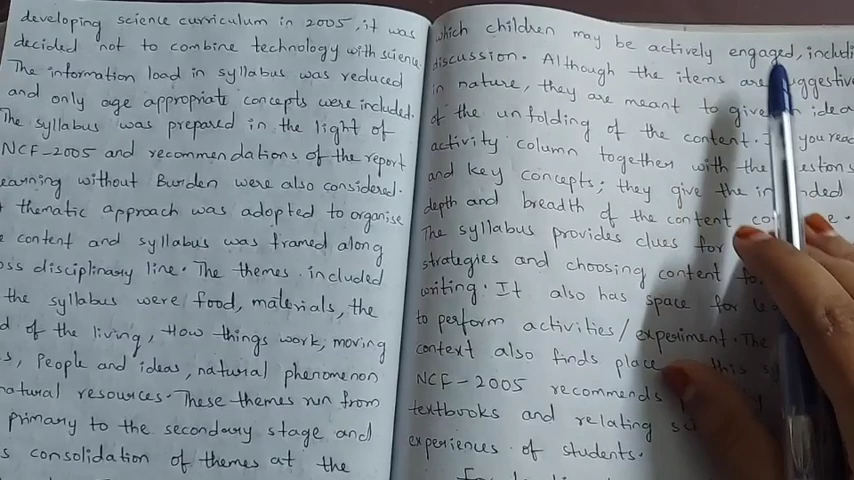 developing science curriculum in 2005, it was
decided not to combine technology with science.
The information load in syllabus was reduced
and only age appropriate concepts were included.
The syllabus was prepared in the light of
NCF-2005 and recommendations of the report
earning without Burden were also considered.
thematic approach was adopted to organise
content and syllabus was framed along
oss disciplinary line. The themes included
the syllabus were food, materials, the
d of the living, How things work, moving
s, People and ideas, natural phenomenon
natural resources. These themes run from
primary to the secondary stage and
s consolidation of themes at the
which children may be actively engaged, includi
discussion. Although the items are suggestive
in nature, they are meant to give idea
of the unfolding of the content. you read
activity column together with the
and key concepts; they give the
depth and breadth of the content
The syllabus provides clues for
strategies and choosing content
writing. It also has space for
to perform activities/experiment. The
context also finds place this
NCF-2005 recommends
textbooks and relating
experiences of students.